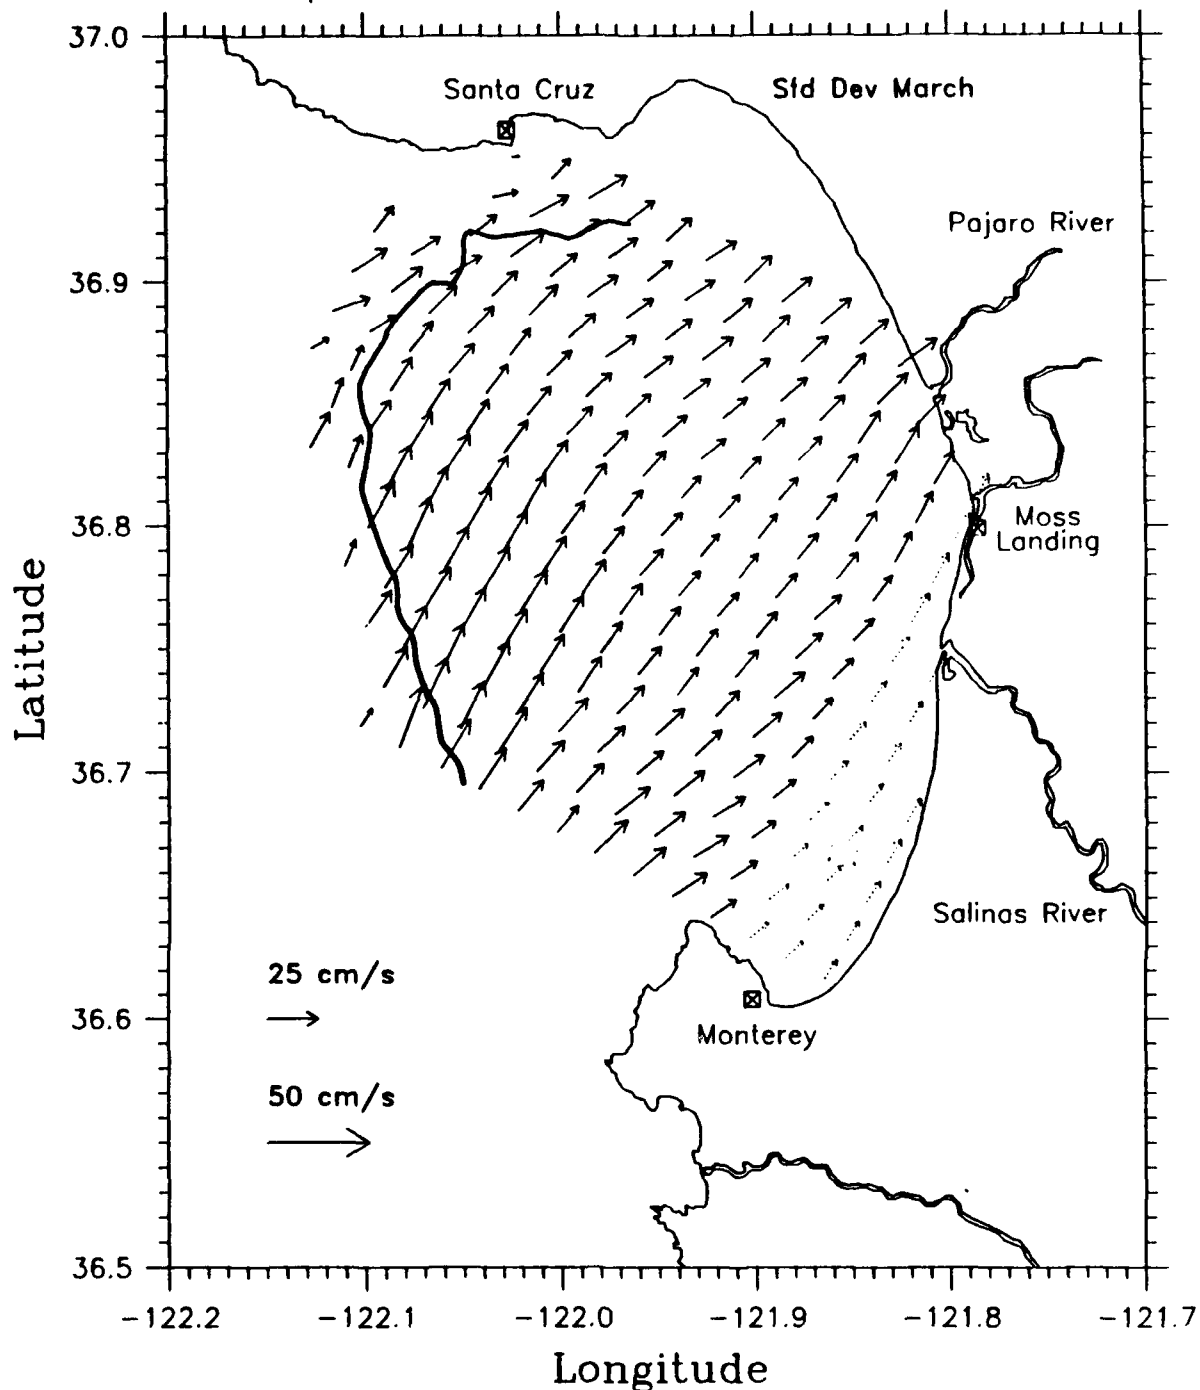 37.0
Santa Cruz
Std Dev March
Pajaro River
36.9
36.8
Moss
Landing
Latitude
36.7
Salinas River
25 cm/s
36.6
Monterey
50 cm/s
36.5
-122.2
-122.1
-122.0
-121.9
-121.8
-121.7
Longitude